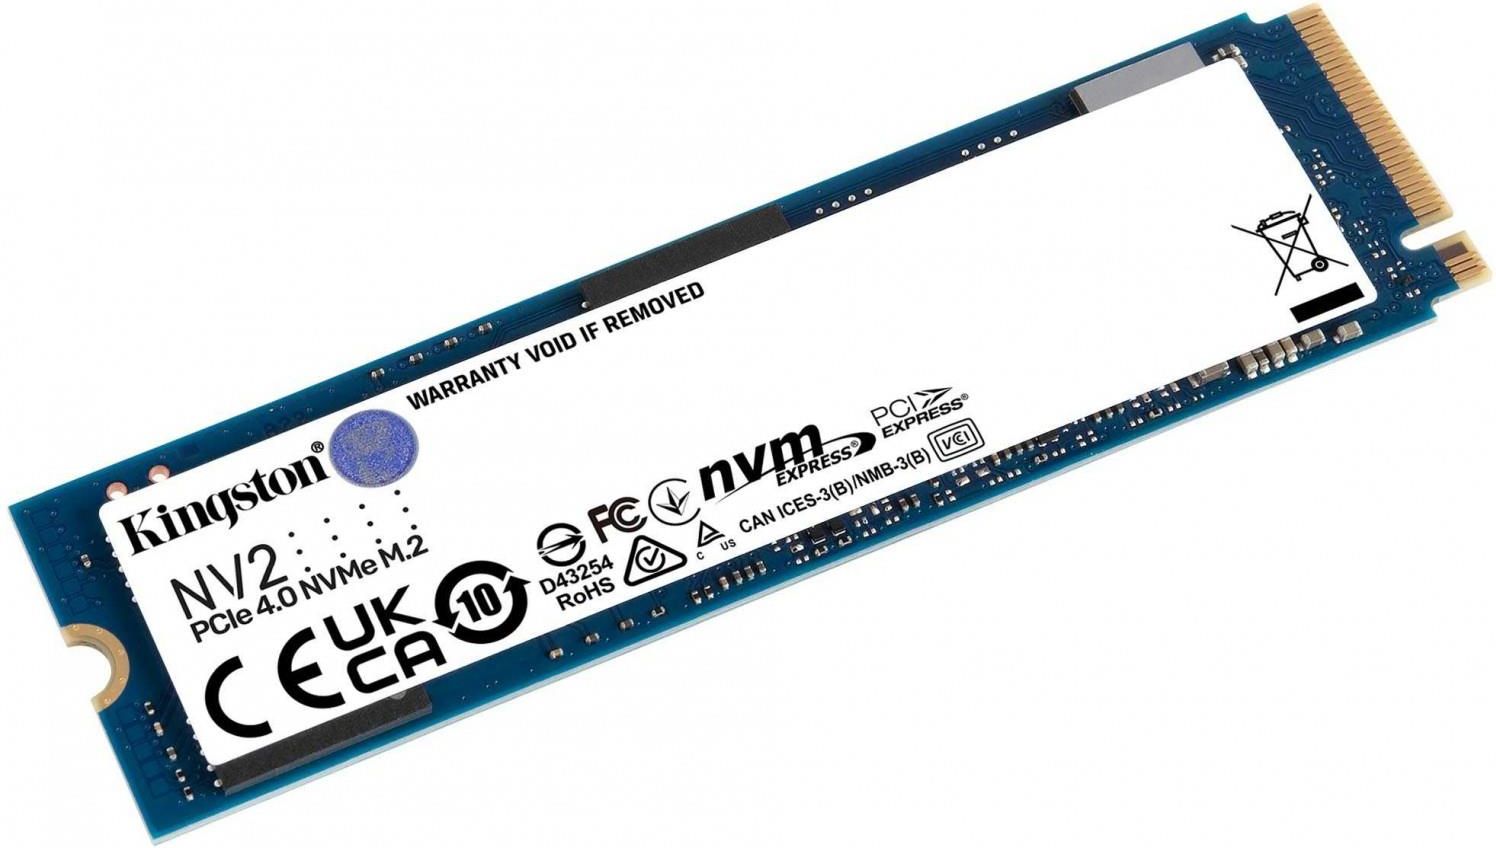 WARRANTY VOID IF REMOVED
Kingston®
NV2
PCIe 4.0 NVMe M.2
CE
UK
CA
10
D43254
RoHS
FC
C US
nvm
EXPRESS®
PCI
EXPRESS®
CAN ICES-3(B)/NMB-3(B)
VCI